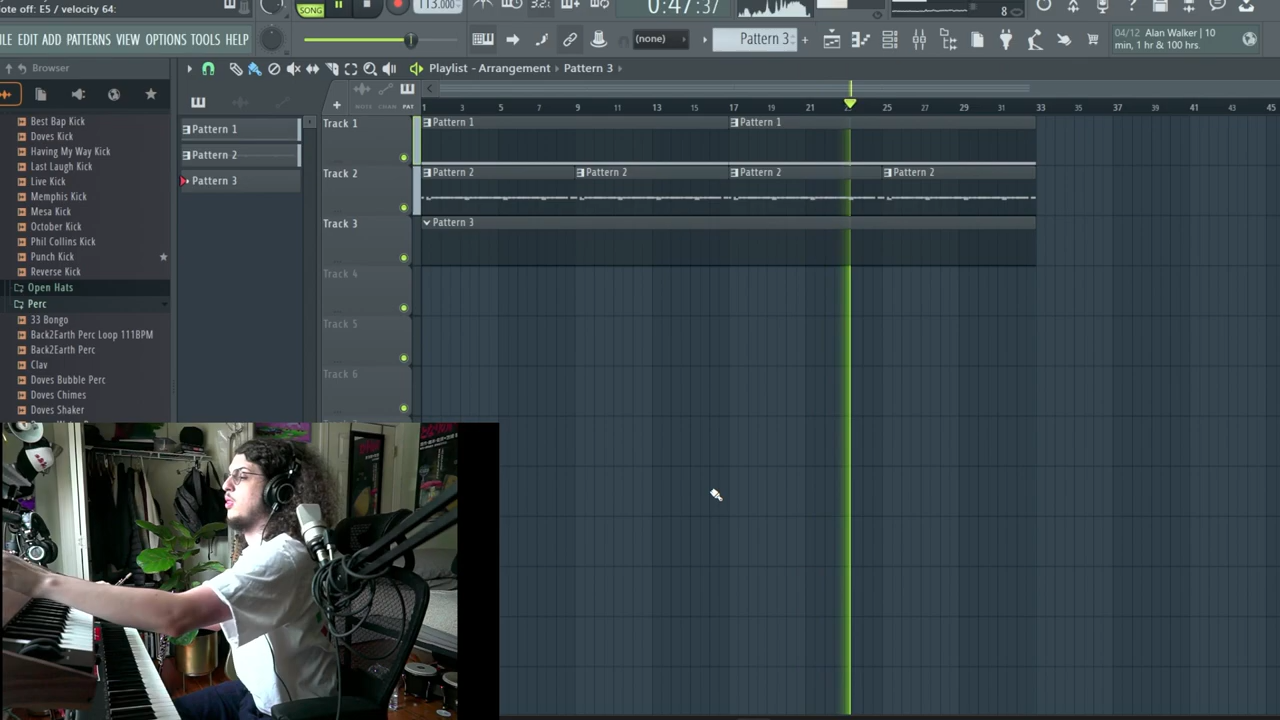 ote off: E5 / velocity 64:
SONG
113.000
3.2.
0:47:37
8
LE EDIT ADD PATTERNS VIEW OPTIONS TOOLS HELP
(none)
Pattern 3
04/12 Alan Walker | 10
min, 1 hr & 100 hrs.
Browser
Playlist - Arrangement
Pattern 3
NOTE CHAN PAT
1 3 5 7 9 11 13 15 17 19 21 25 27 29 31 33 35 37 39 41 43 45
Best Bap Kick
Doves Kick
Having My Way Kick
Last Laugh Kick
Live Kick
Memphis Kick
Mesa Kick
October Kick
Phil Collins Kick
Punch Kick
Reverse Kick
Open Hats
Perc
33 Bongo
Back2Earth Perc Loop 111BPM
Back2Earth Perc
Clav
Doves Bubble Perc
Doves Chimes
Doves Shaker
Pattern 1
Pattern 2
Pattern 3
Track 1
Pattern 1
Pattern 1
Track 2
Pattern 2
Pattern 2
Pattern 2
Pattern 2
Track 3
Pattern 3
Track 4
Track 5
Track 6